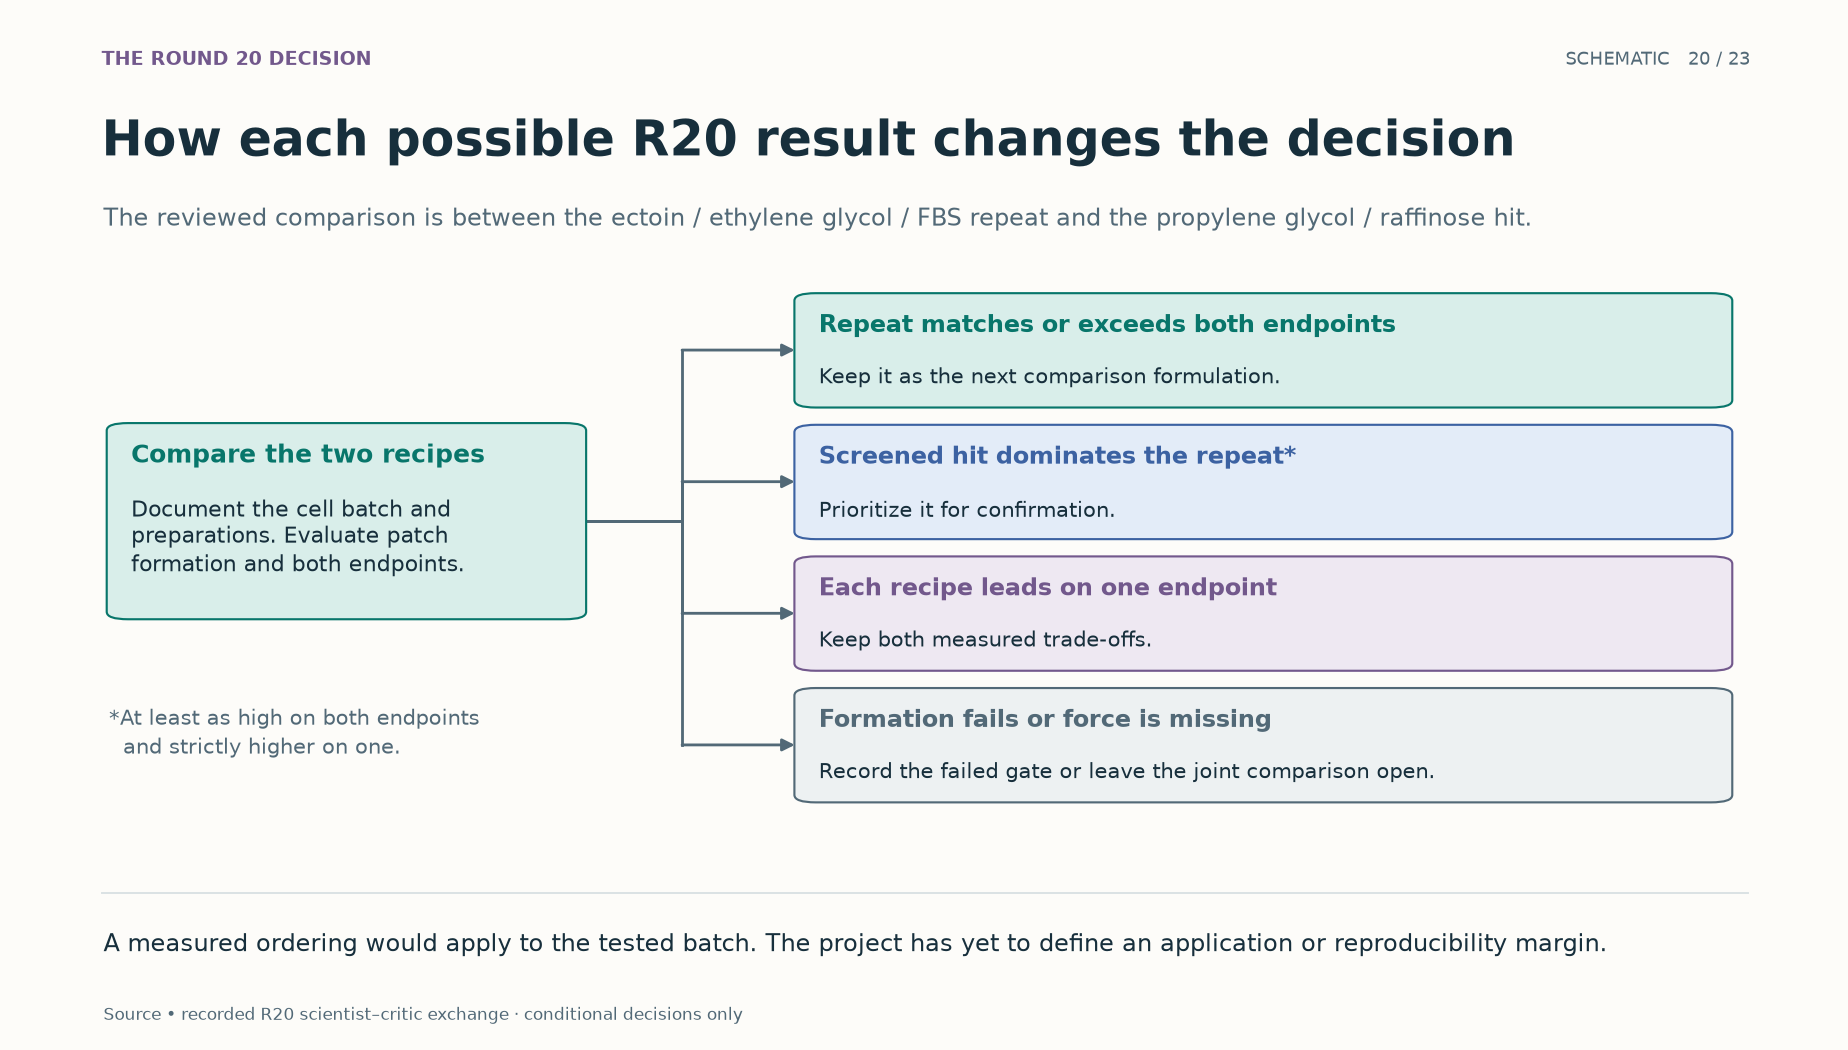 THE ROUND 20 DECISION
SCHEMATIC 20 / 23
How each possible R20 result changes the decision
The reviewed comparison is between the ectoin / ethylene glycol / FBS repeat and the propylene glycol / raffinose hit.
Compare the two recipes
Document the cell batch and
preparations. Evaluate patch
formation and both endpoints.
*At least as high on both endpoints
and strictly higher on one.
Repeat matches or exceeds both endpoints
Keep it as the next comparison formulation.
Screened hit dominates the repeat*
Prioritize it for confirmation.
Each recipe leads on one endpoint
Keep both measured trade-offs.
Formation fails or force is missing
Record the failed gate or leave the joint comparison open.
A measured ordering would apply to the tested batch. The project has yet to define an application or reproducibility margin.
Source • recorded R20 scientist–critic exchange · conditional decisions only